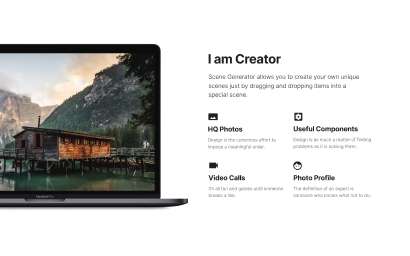 I am Creator
Scene Generator allows you to create your own unique
scenes just by dragging and dropping items into a
special scene.
HQ Photos
Design is the conscious effort to
impose a meaningful order.
Useful Components
Design is as much a matter of finding
problems as it is solving them.
Video Calls
It's all fun and games until someone
breaks a toe.
Photo Profile
The definition of an expert is
someone who knows what not to do.